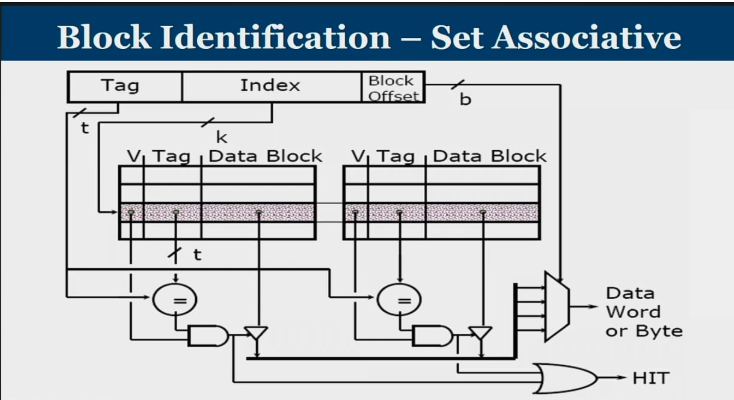 Block Identification – Set Associative
Tag
Index
Block
Offset
b
t
k
V Tag Data Block
V Tag Data Block
t
=
=
Data
Word
or Byte
HIT